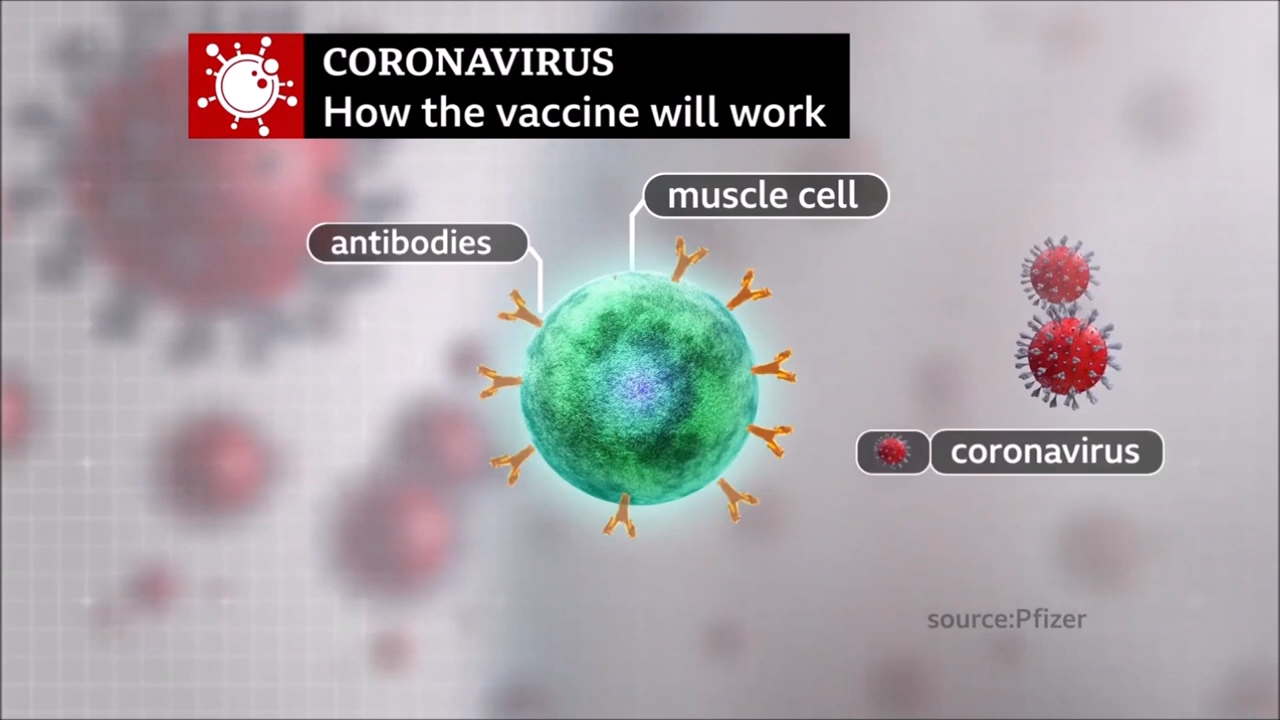 CORONAVIRUS
How the vaccine will work
muscle cell
antibodies
coronavirus
source:Pfizer